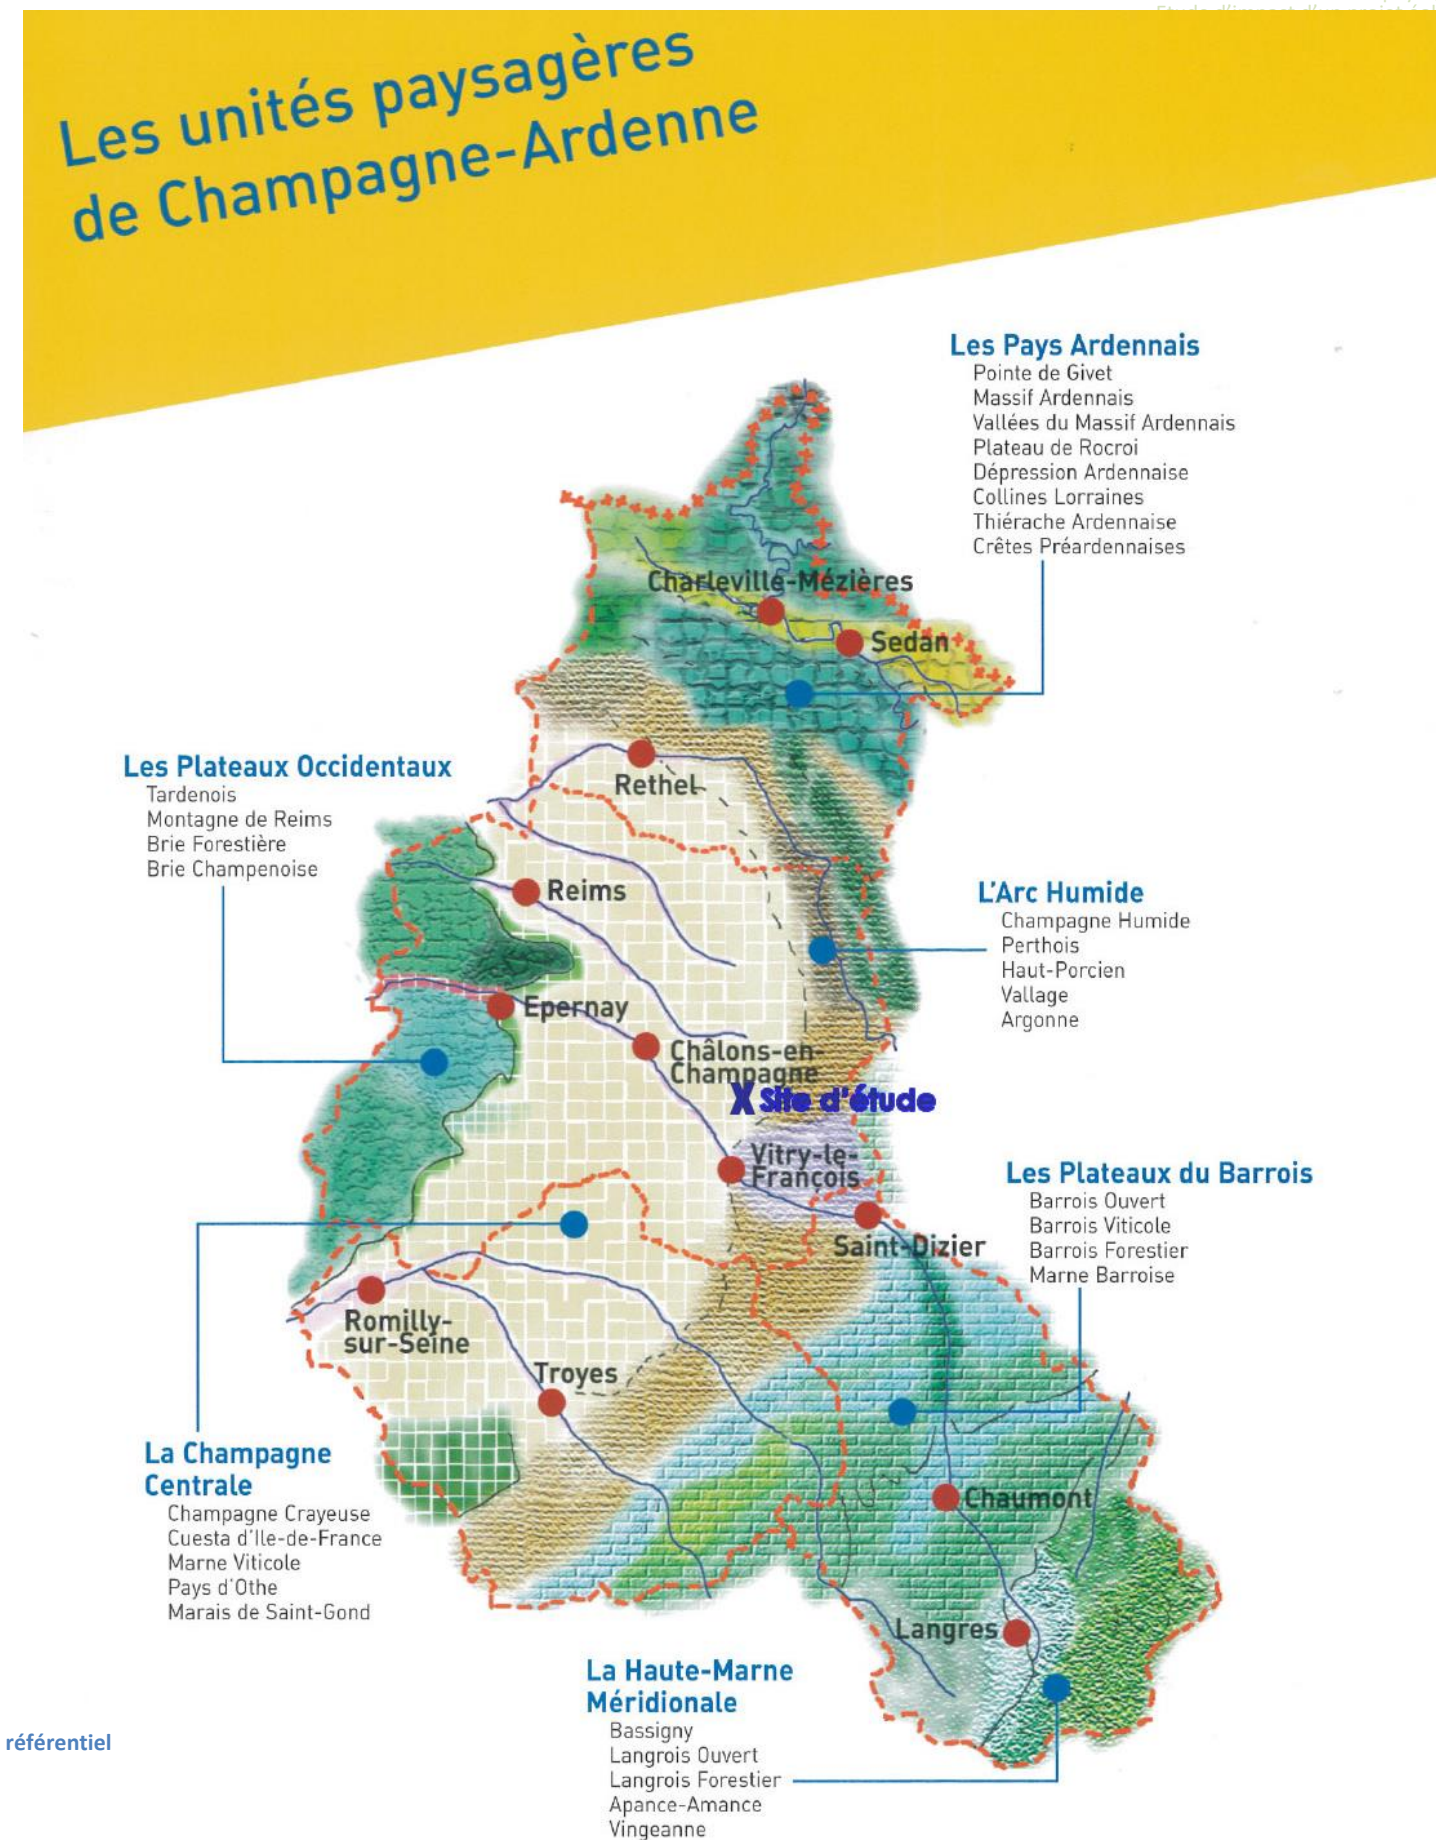 Les unités paysagères
de Champagne-Ardenne
Les Pays Ardennais
Pointe de Givet
Massif Ardennais
Vallées du Massif Ardennais
Plateau de Rocroi
Dépression Ardennaise
Collines Lorraines
Thiérache Ardennaise
Crêtes Préardennaises
Charleville-Mézières
Sedan
Les Plateaux Occidentaux
Tardenois
Montagne de Reims
Brie Forestière
Brie Champenoise
Rethel
Reims
L'Arc Humide
Champagne Humide
Perthois
Haut-Porcien
Vallage
Argonne
Epernay
Châlons-en-
Champagne
X Site d'étude
Vitry-le-
François
Les Plateaux du Barrois
Barrois Ouvert
Barrois Viticole
Barrois Forestier
Marne Barroise
Saint-Dizier
Romilly-
sur-Seine
Troyes
La Champagne
Centrale
Champagne Crayeuse
Cuesta d'Ile-de-France
Marne Viticole
Pays d'Othe
Marais de Saint-Gond
Chaumont
Langres
La Haute-Marne
Méridionale
Bassigny
Langrois Ouvert
Langrois Forestier
Apance-Amance
Vingeanne
référentiel